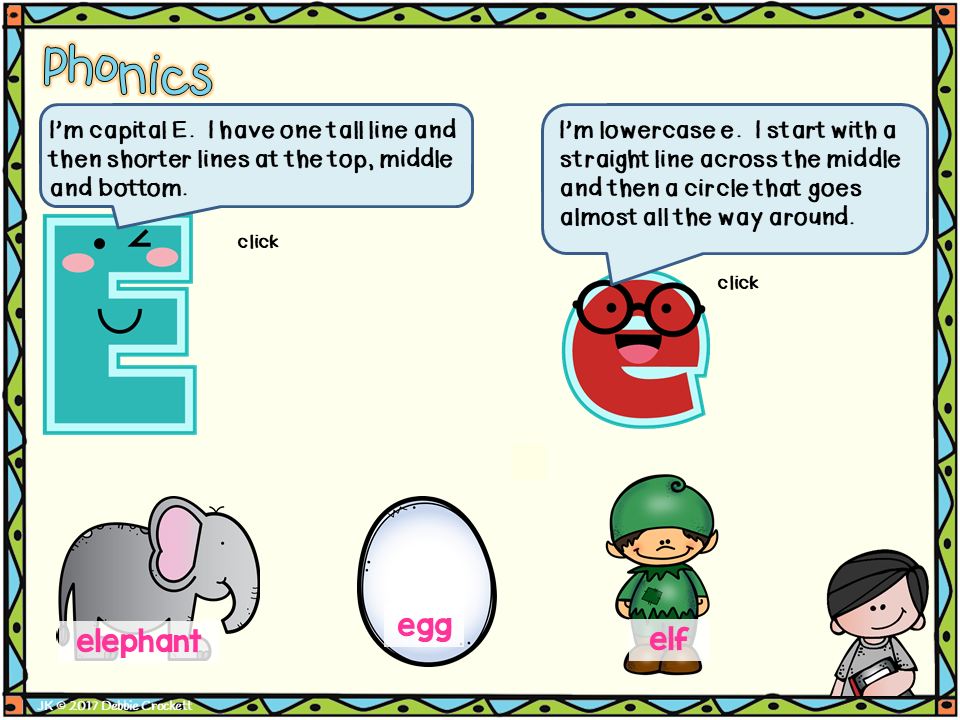 Phonics
I'm capital E.  I have one tall line and
then shorter lines at the top, middle
and bottom.
I'm lowercase e.  I start with a
straight line across the middle
and then a circle that goes
almost all the way around.
click
click
elephant
egg
elf
JK © 2017 Debbie Crockett